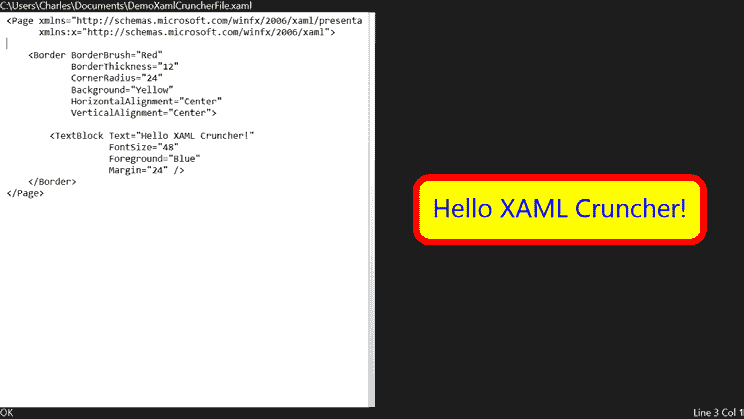 C:\Users\Charles\Documents\DemoXamlCruncherFile.xaml
<Page xmlns="http://schemas.microsoft.com/winfx/2006/xaml/presenta
xmlns:x="http://schemas.microsoft.com/winfx/2006/xaml">
<Border BorderBrush="Red"
BorderThickness="12"
CornerRadius="24"
Background="Yellow"
HorizontalAlignment="Center"
VerticalAlignment="Center">
<TextBlock Text="Hello XAML Cruncher!"
FontSize="48"
Foreground="Blue"
Margin="24" />
</Border>
</Page>
Hello XAML Cruncher!
OK
Line 3 Col 1